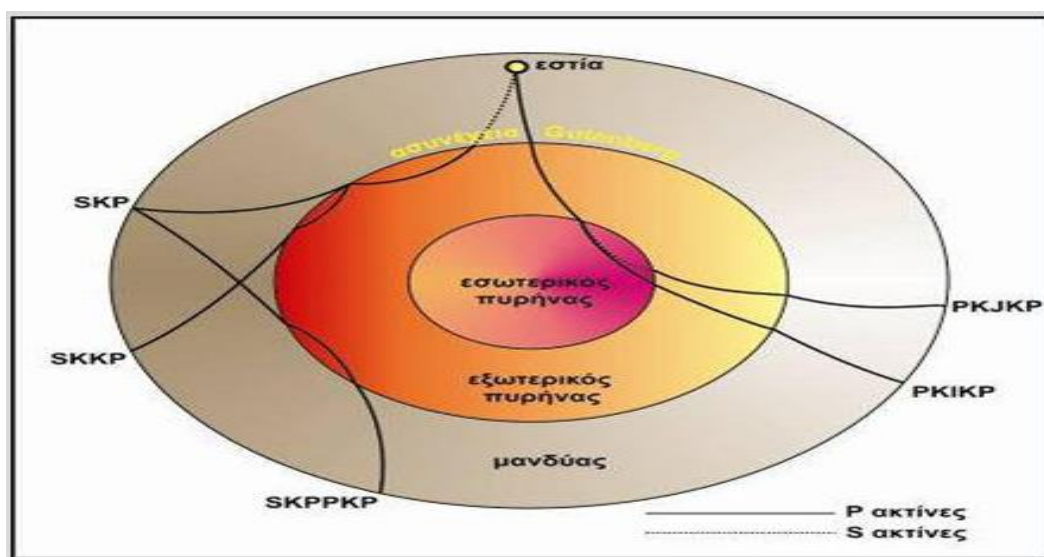 εστία
ασυνέχεια Gutenberg
SKP
εσωτερικός
πυρήνας
PKJKP
SKKP
εξωτερικός
πυρήνας
PKIKP
μανδύας
SKPPKP
P ακτίνες
S ακτίνες